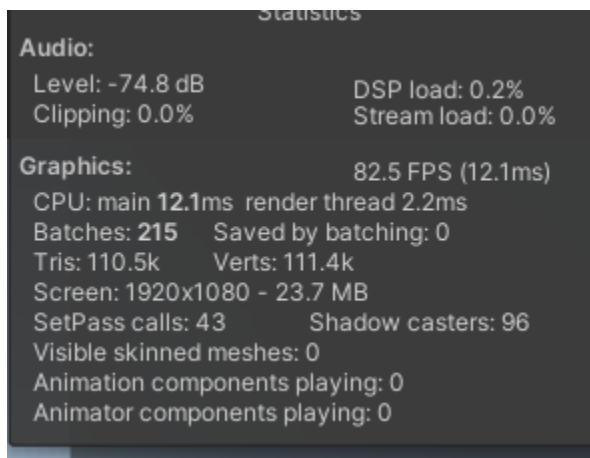 Statistics
Audio:
Level: -74.8 dB DSP load: 0.2%
Clipping: 0.0% Stream load: 0.0%
Graphics: 82.5 FPS (12.1ms)
CPU: main 12.1ms render thread 2.2ms
Batches: 215 Saved by batching: 0
Tris: 110.5k Verts: 111.4k
Screen: 1920x1080 - 23.7 MB
SetPass calls: 43 Shadow casters: 96
Visible skinned meshes: 0
Animation components playing: 0
Animator components playing: 0